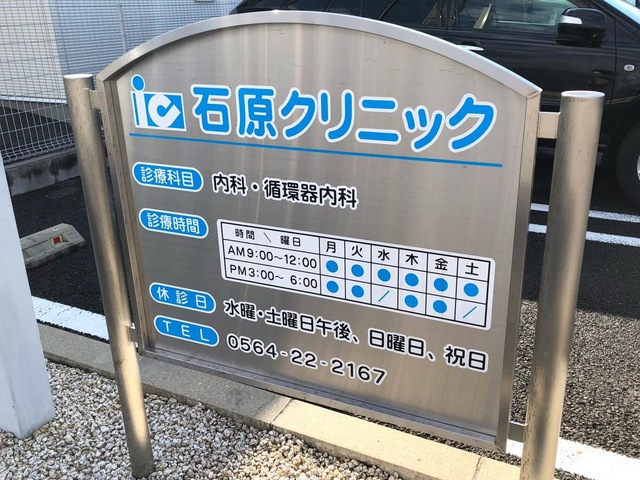 ic 石原クリニック
診療科目 内科・循環器内科
診療時間
時間 \ 曜日 月 火 水 木 金 土
AM9:00~12:00 ● ● ● ● ● ●
PM3:00~ 6:00 ● ● / ● ● /
休診日 水曜・土曜日午後、日曜日、祝日
TEL 0564-22-2167